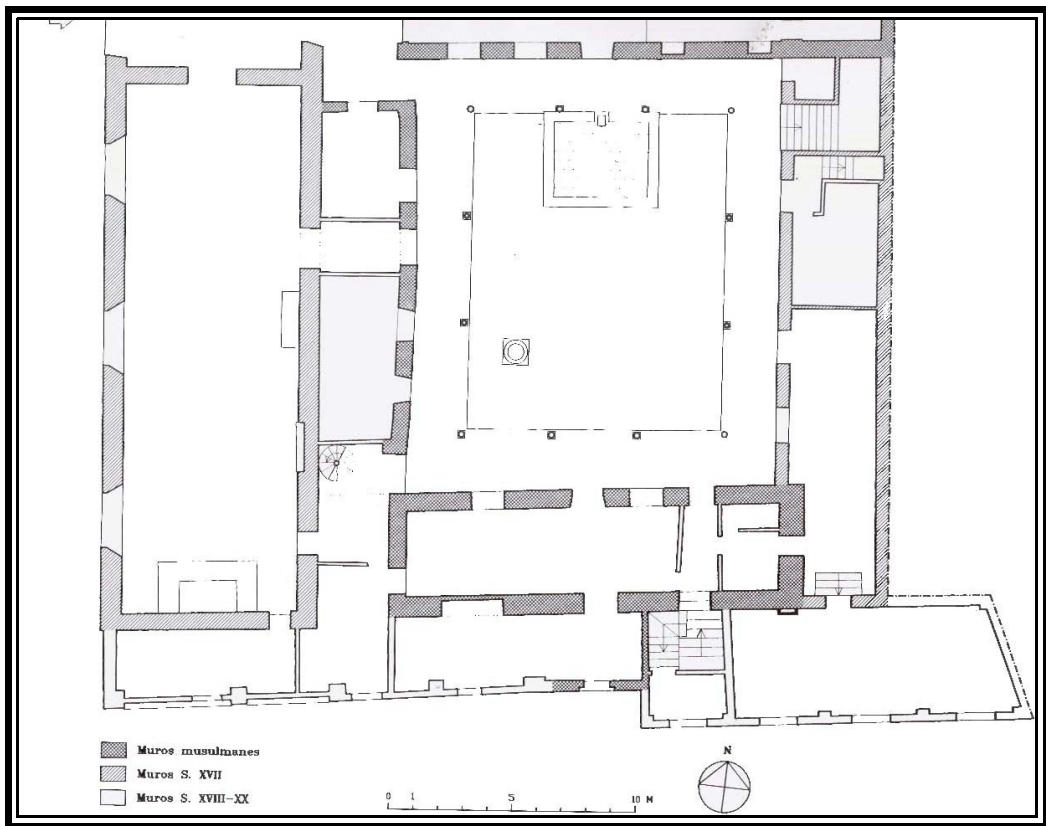 Muros musulmanes
Muros S. XVII
Muros S. XVIII-XX
0 1 5 10 M
N